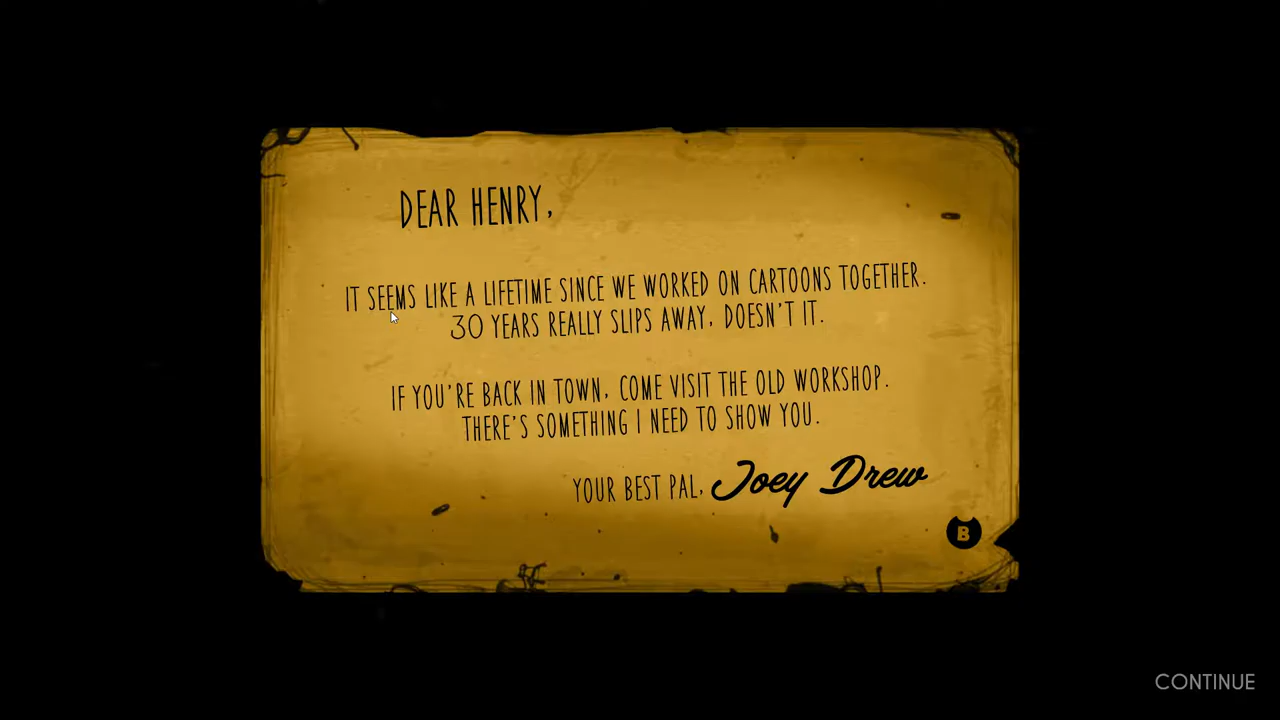 DEAR HENRY,
IT SEEMS LIKE A LIFETIME SINCE WE WORKED ON CARTOONS TOGETHER.
30 YEARS REALLY SLIPS AWAY, DOESN'T IT.
IF YOU'RE BACK IN TOWN, COME VISIT THE OLD WORKSHOP.
THERE'S SOMETHING I NEED TO SHOW YOU.
YOUR BEST PAL, Joey Drew
B
CONTINUE